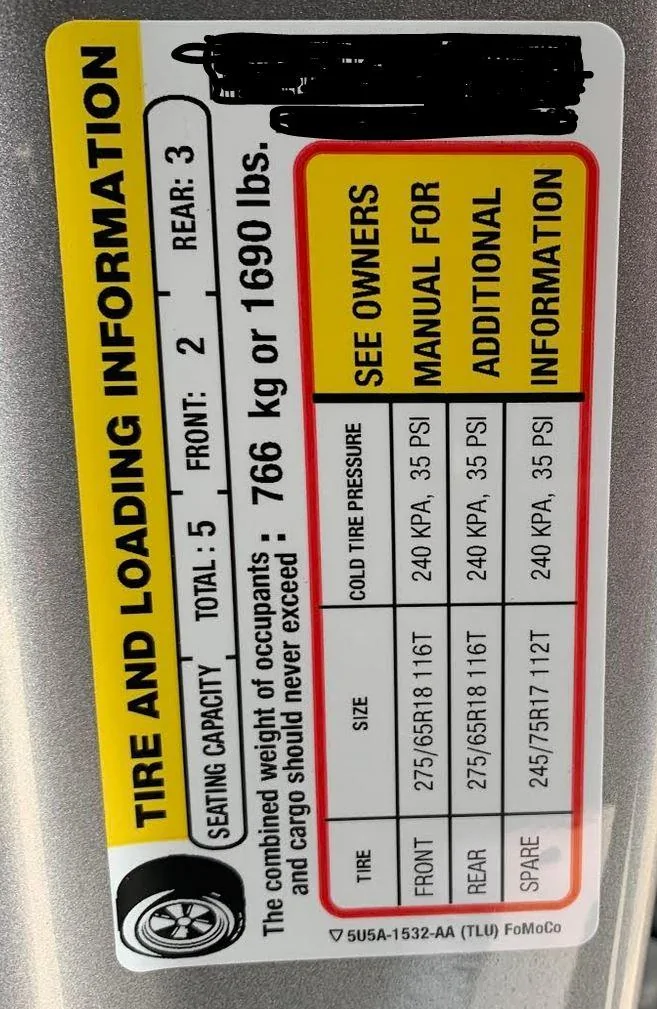 TIRE AND LOADING INFORMATION
SEATING CAPACITY TOTAL : 5 FRONT: 2 REAR: 3
The combined weight of occupants : 766 kg or 1690 lbs.
and cargo should never exceed :
TIRE SIZE COLD TIRE PRESSURE
FRONT 275/65R18 116T 240 KPA, 35 PSI
REAR 275/65R18 116T 240 KPA, 35 PSI
SPARE 245/75R17 112T 240 KPA, 35 PSI
SEE OWNERS
MANUAL FOR
ADDITIONAL
INFORMATION
5U5A-1532-AA (TLU) FoMoCo